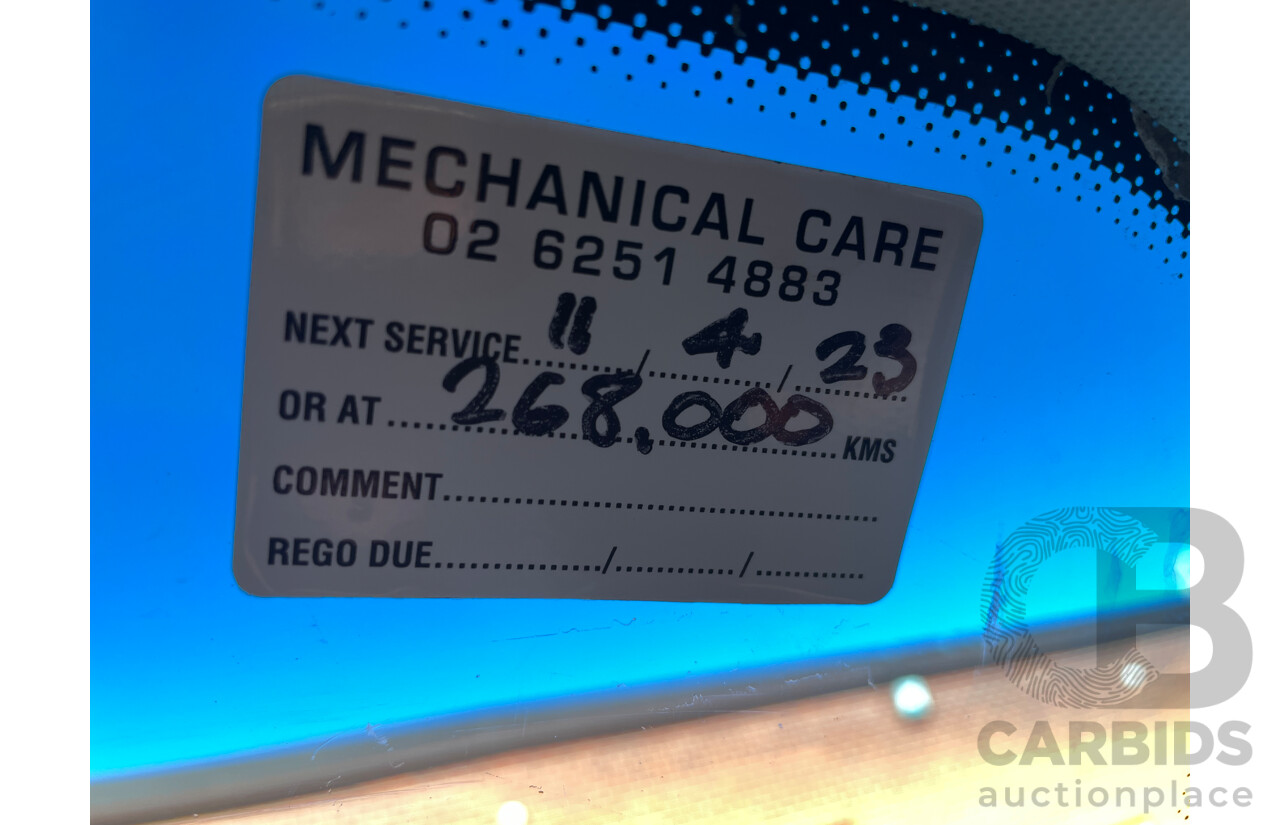 MECHANICAL CARE
02 6251 4883
NEXT SERVICE 11 / 4 / 23
OR AT 268,000 KMS
COMMENT
REGO DUE / /
CB
CARBIDS
auctionplace